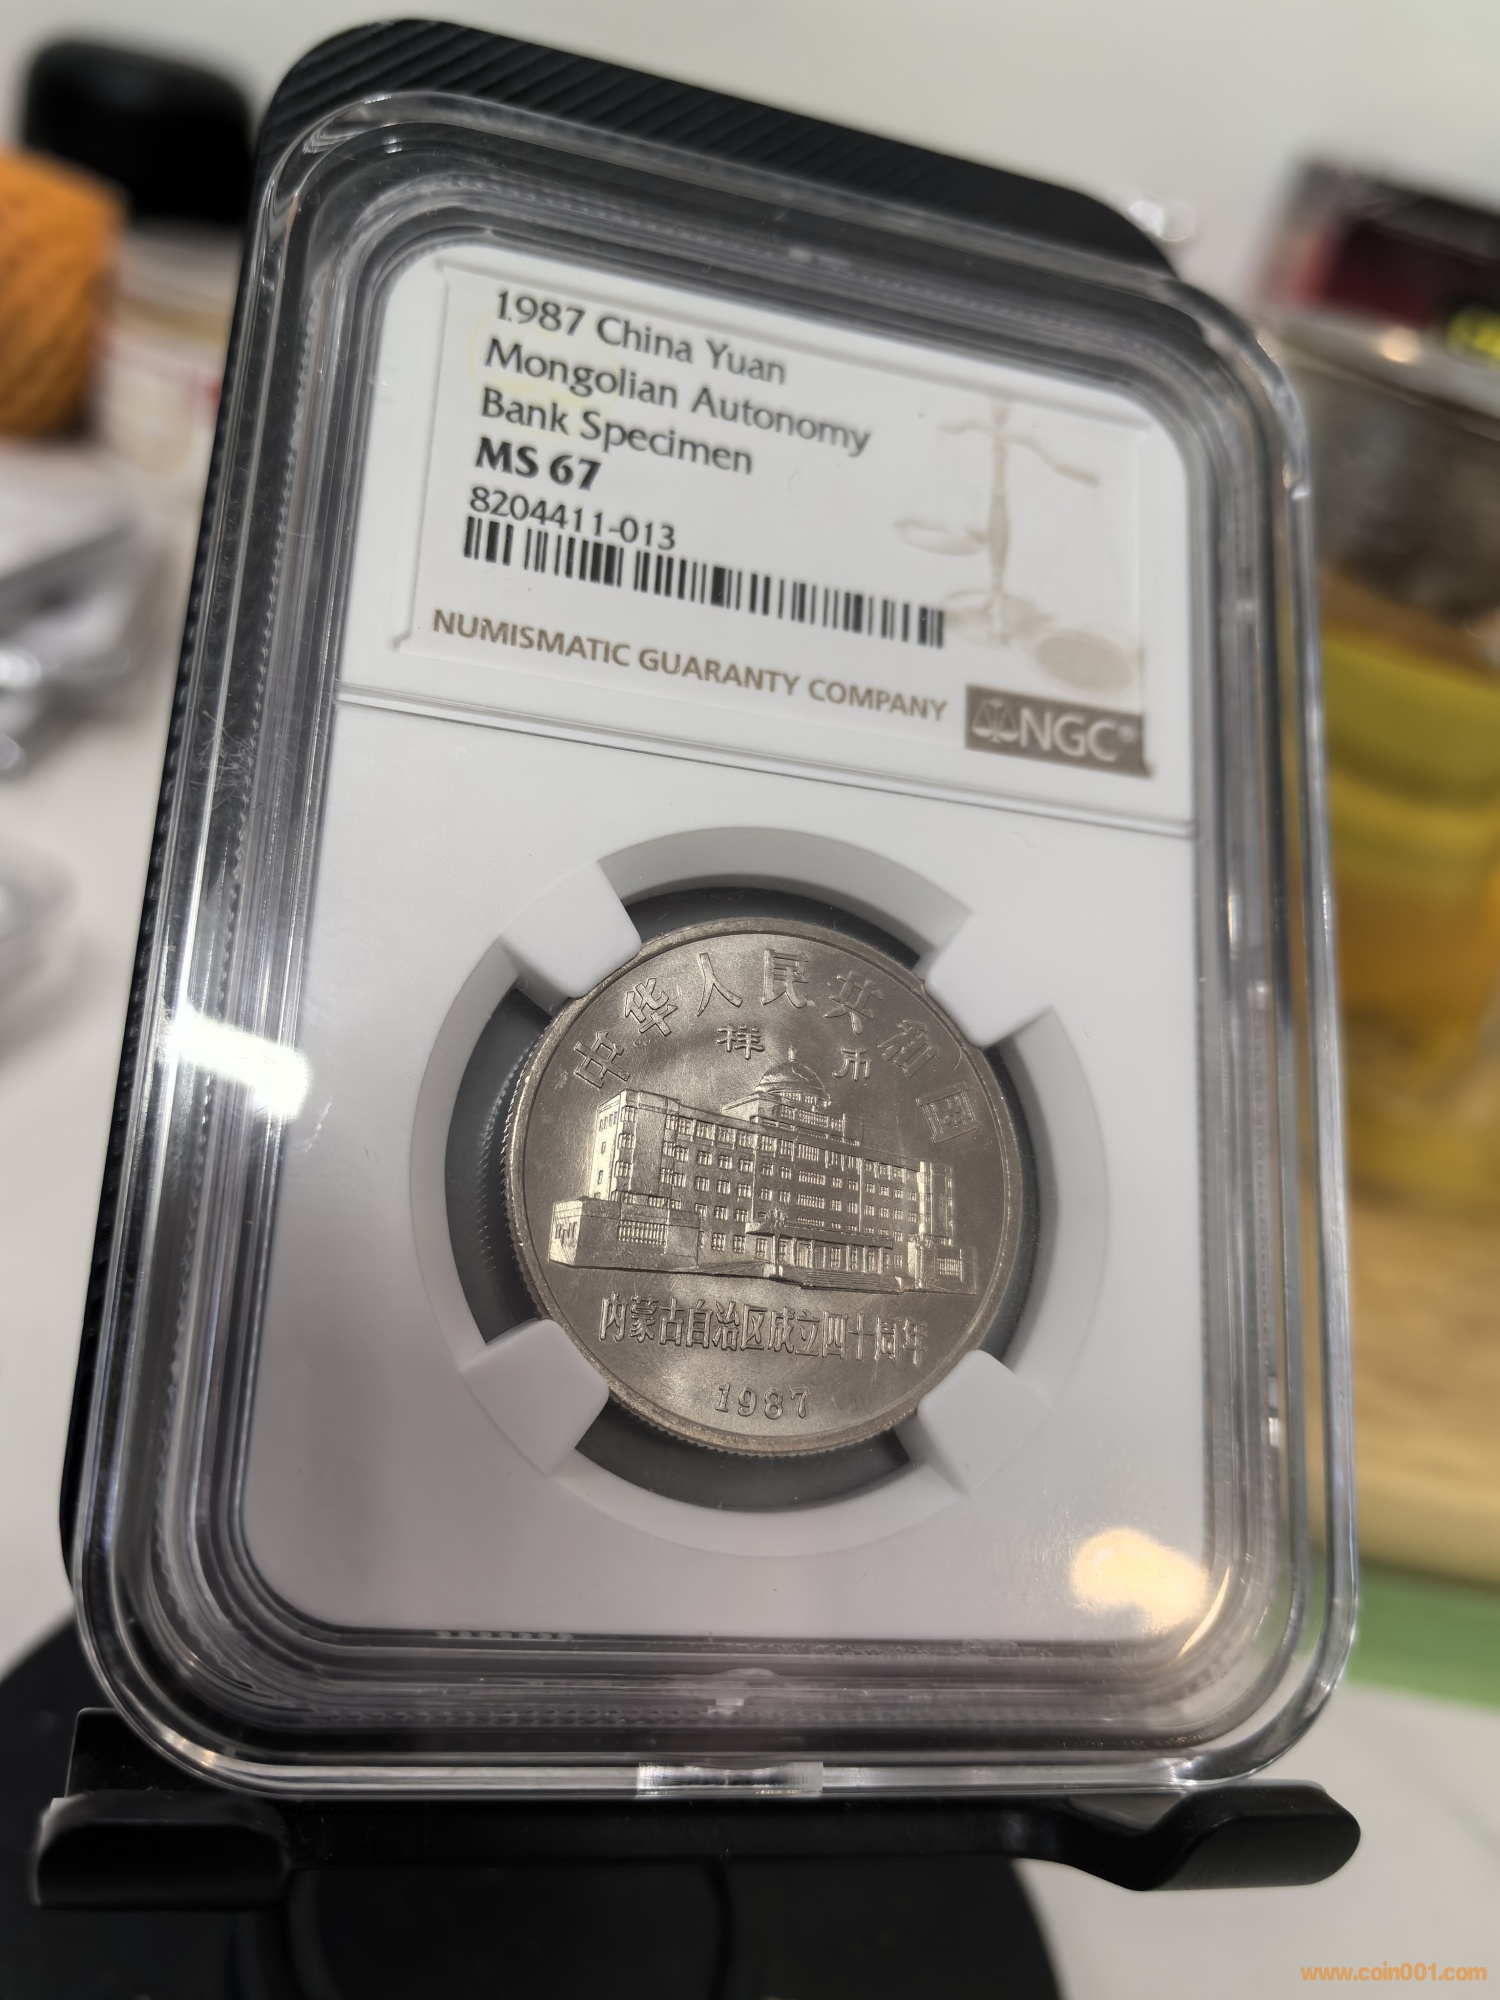 1987 China Yuan
Mongolian Autonomy
Bank Specimen
MS 67
8204411-013
NUMISMATIC GUARANTY COMPANY
NGC®
中华人民共和国
样币
内蒙古自治区成立四十周年
1987
www.coin001.com